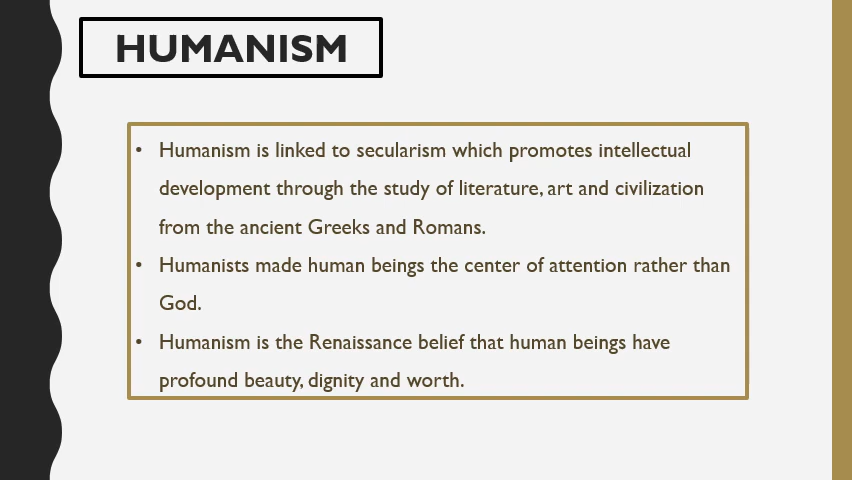 HUMANISM
• Humanism is linked to secularism which promotes intellectual
development through the study of literature, art and civilization
from the ancient Greeks and Romans.
• Humanists made human beings the center of attention rather than
God.
• Humanism is the Renaissance belief that human beings have
profound beauty, dignity and worth.